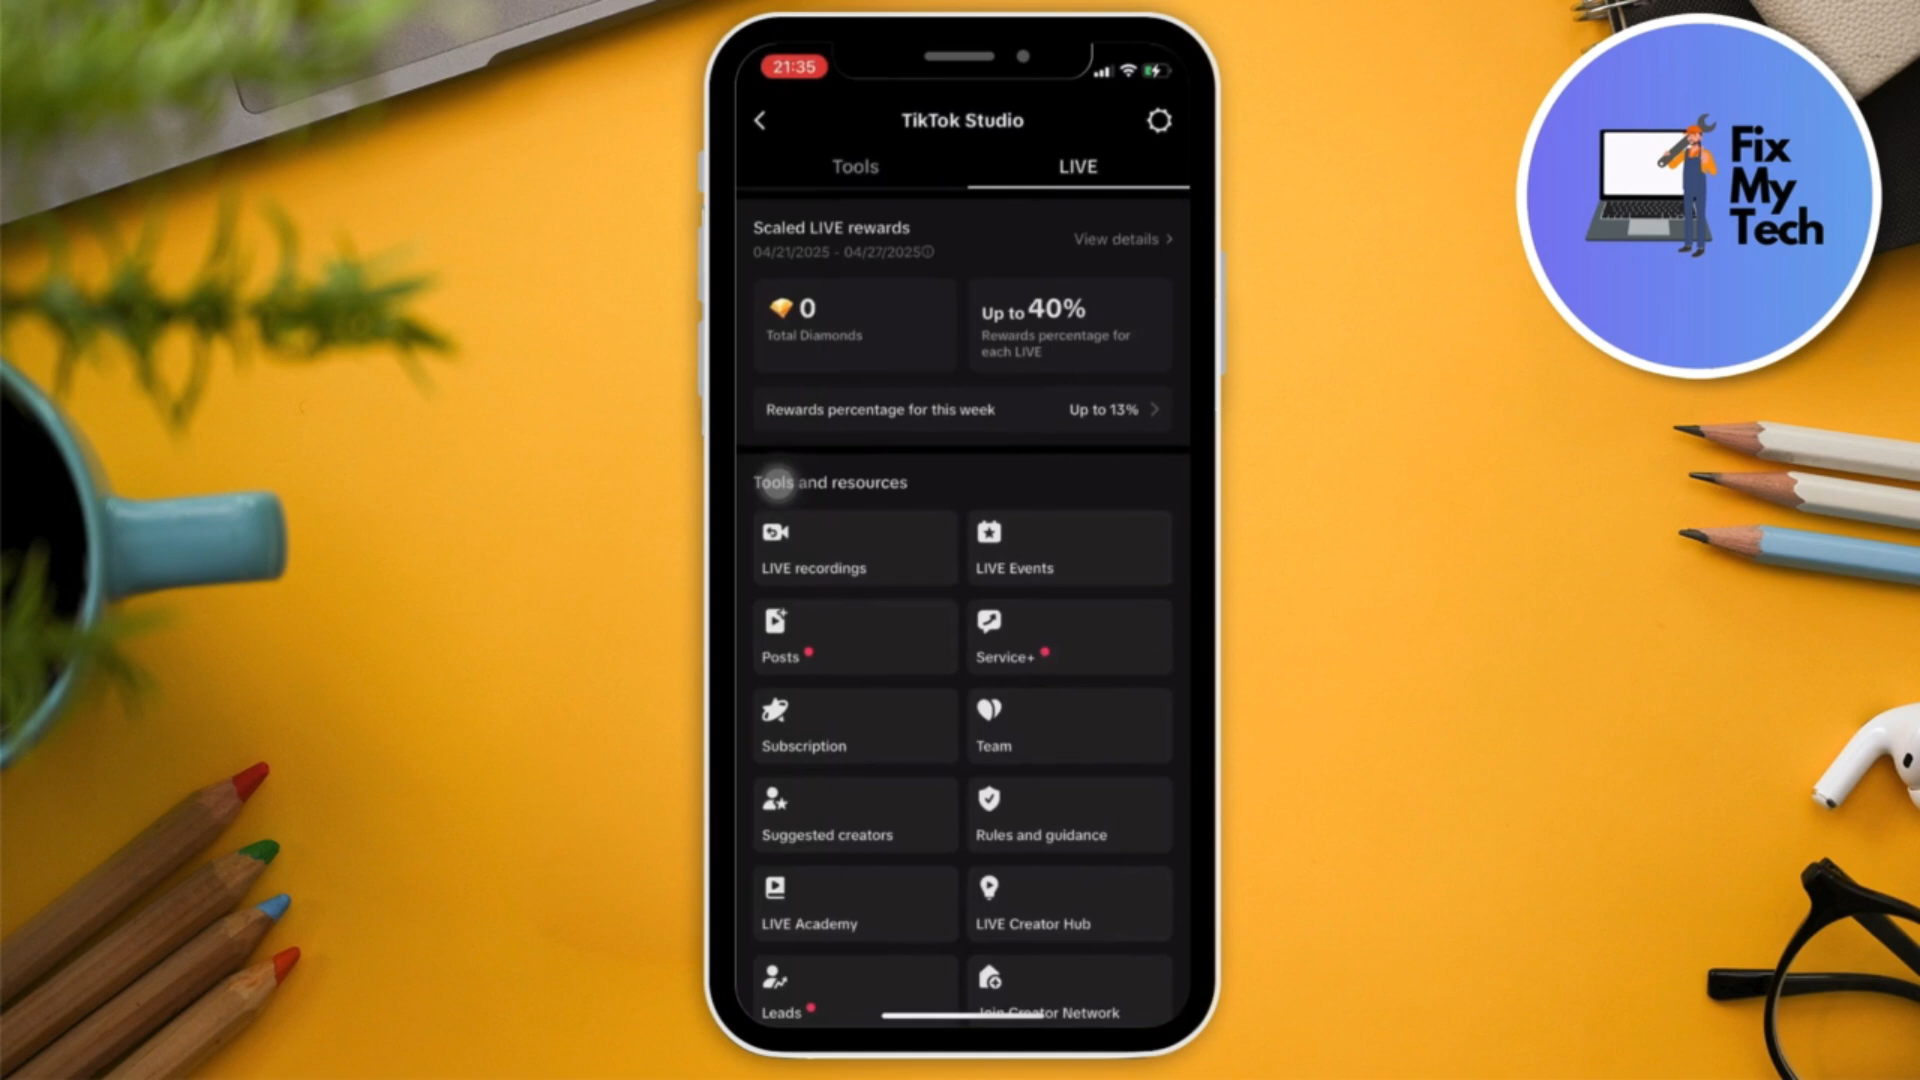 21:35
TikTok Studio
Tools
LIVE
Scaled LIVE rewards
04/21/2025 - 04/27/2025
View details
0
Total Diamonds
Up to 40%
Rewards percentage for
each LIVE
Rewards percentage for this week
Up to 13%
Tools and resources
LIVE recordings
LIVE Events
Posts
Service+
Subscription
Team
Suggested creators
Rules and guidance
LIVE Academy
LIVE Creator Hub
Leads
Join Creator Network
Fix
My
Tech